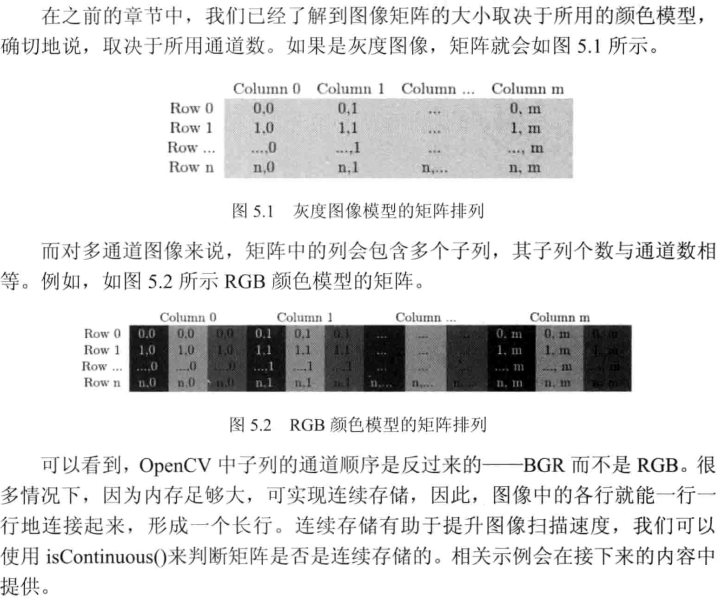 在之前的章节中，我们已经了解到图像矩阵的大小取决于所用的颜色模型，
确切地说，取决于所用通道数。如果是灰度图像，矩阵就会如图 5.1 所示。
Column 0 Column 1 Column ... Column m
Row 0 0,0 0,1 ... 0, m
Row 1 1,0 1,1 ... 1, m
Row ... ...,0 ...,1 ... ..., m
Row n n,0 n,1 n,... n, m
图 5.1 灰度图像模型的矩阵排列
而对多通道图像来说，矩阵中的列会包含多个子列，其子列个数与通道数相
等。例如，如图 5.2 所示 RGB 颜色模型的矩阵。
Column 0 Column 1 Column ... Column m
Row 0 0,0 0,0 0,0 0,1 0,1 0,1 ... ... ... 0, m 0, m 0, m
Row 1 1,0 1,0 1,0 1,1 1,1 1,1 ... ... ... 1, m 1, m 1, m
Row ... ...,0 ...,0 ...,0 ...,1 ...,1 ...,1 ... ... ... ..., m ..., m ..., m
Row n n,0 n,0 n,0 n,1 n,1 n,1 n,... n,... n,... n, m n, m n, m
图 5.2 RGB 颜色模型的矩阵排列
可以看到，OpenCV 中子列的通道顺序是反过来的——BGR 而不是 RGB。很
多情况下，因为内存足够大，可实现连续存储，因此，图像中的各行就能一行一
行地连接起来，形成一个长行。连续存储有助于提升图像扫描速度，我们可以
使用 isContinuous()来判断矩阵是否是连续存储的。相关示例会在接下来的内容中
提供。